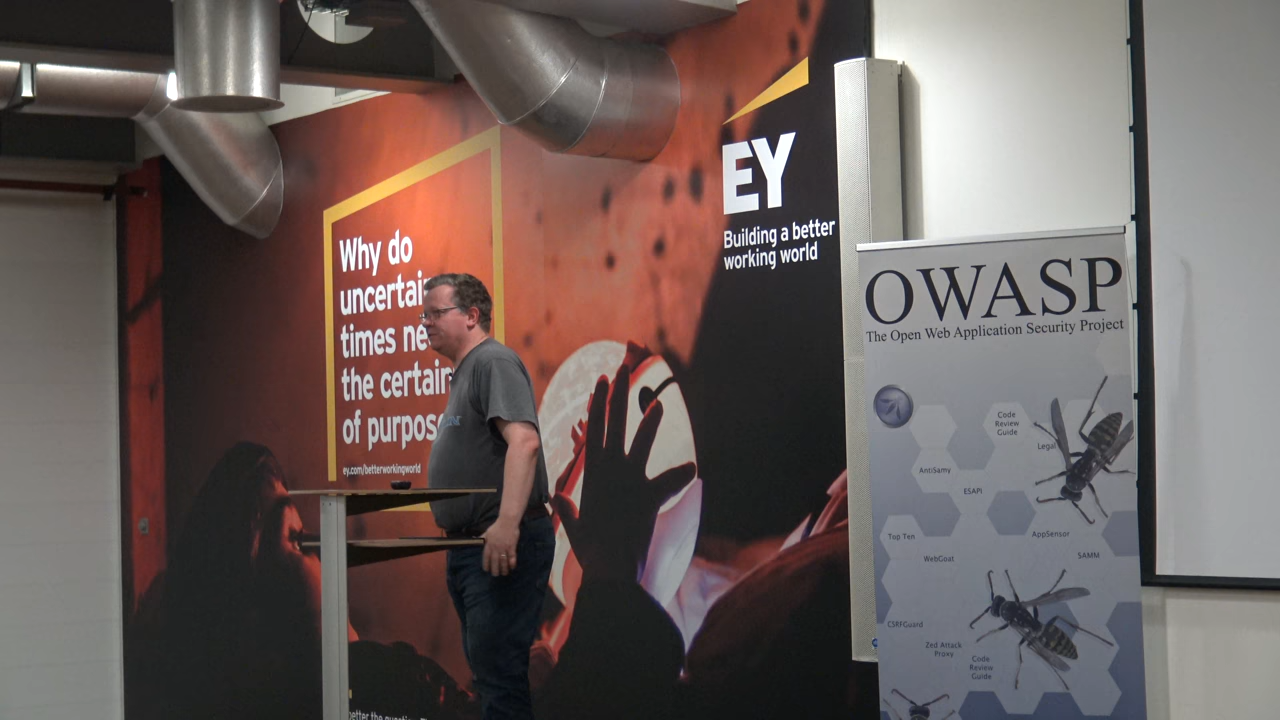 Why do
uncertai
times ne
the certain
of purpos
ey.com/betterworkingworld
EY
Building a better
working world
OWASP
The Open Web Application Security Project
Code
Review
Guide
Legal
AntiSamy
ESAPI
Top Ten
AppSensor
WebGoat
SAMM
CSRFGuard
Zed Attack
Proxy
Code
Review
Guide